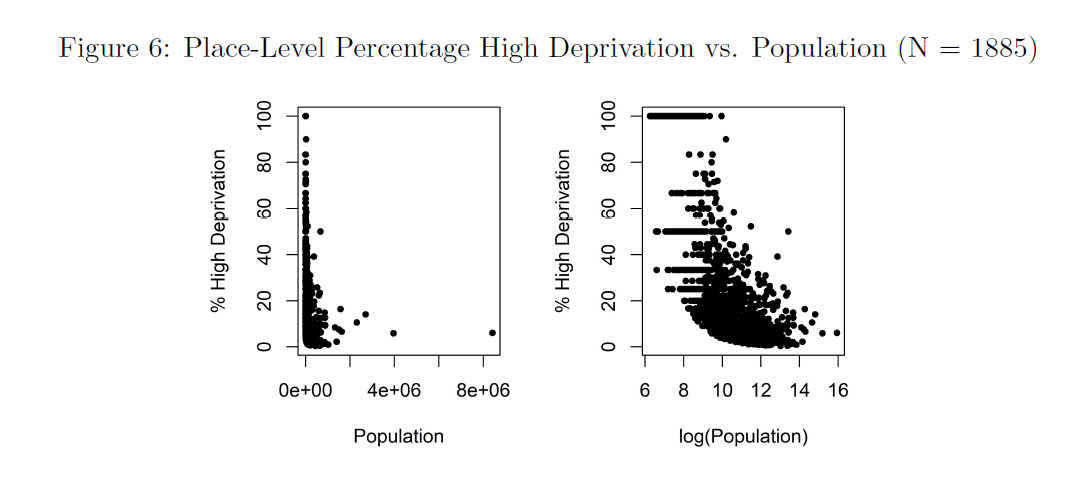 Figure 6: Place-Level Percentage High Deprivation vs. Population (N = 1885)
% High Deprivation
0 20 40 60 80 100
0e+00 4e+06 8e+06
Population
% High Deprivation
0 20 40 60 80 100
6 8 10 12 14 16
log(Population)